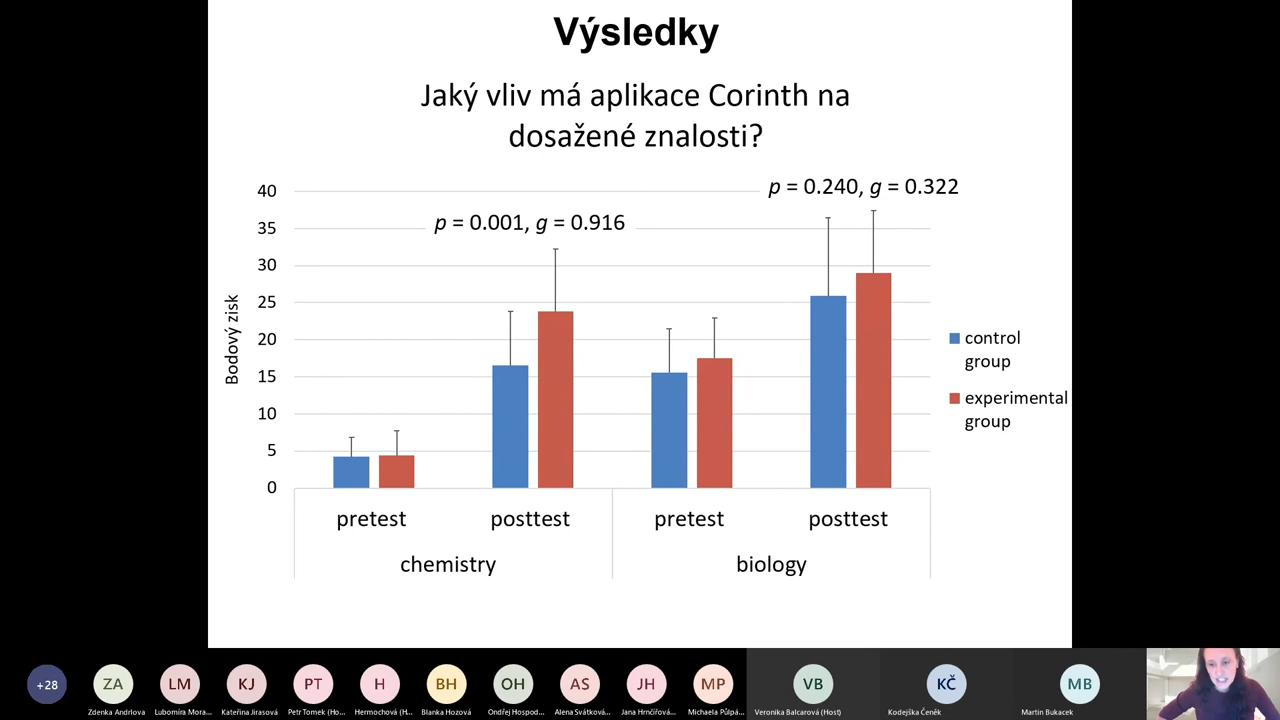 Výsledky
Jaký vliv má aplikace Corinth na
dosažené znalosti?
p = 0.240, g = 0.322
p = 0.001, g = 0.916
40
35
30
25
20
15
10
5
0
Bodový zisk
control
group
experimental
group
pretest
posttest
pretest
posttest
chemistry
biology
+28
ZA
LM
KJ
PT
H
BH
OH
AS
JH
MP
VB
KČ
MB
Zdenka Andrlova
Lubomíra Mora...
Kateřina Jirasová
Petr Tomek (Ho...
Hermochová (H...
Blanka Hozová
Ondřej Hospod...
Alena Svátková...
Jana Hrnčířová...
Michaela Půlpá...
Veronika Balcarová (Host)
Kodejška Čeněk
Martin Bukacek